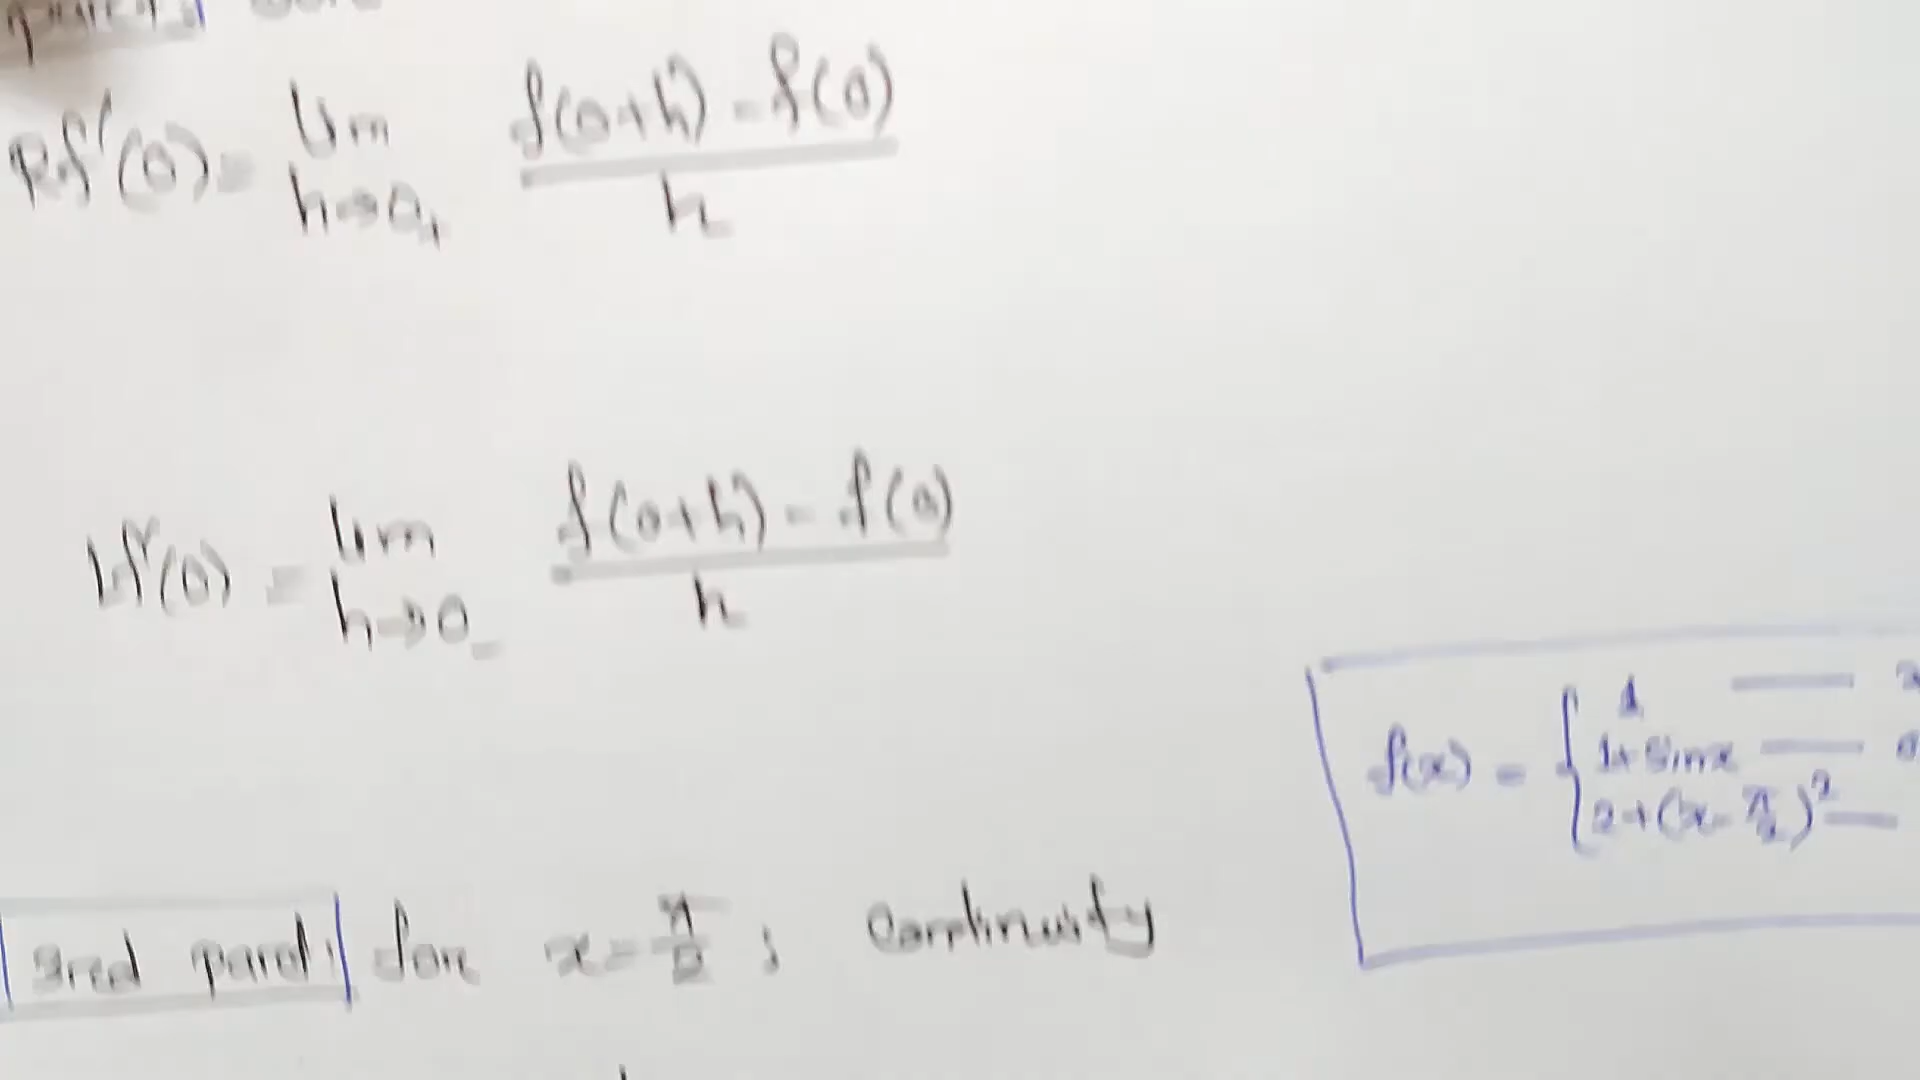 Rf'(0) = lim h→0+ f(0+h) - f(0) / h
Lf'(0) = lim h→0- f(0+h) - f(0) / h
f(x) = { 1 ——
1+sinx ——
2+(x-π/2)² ——
3rd part: for x = π/2 ; continuity